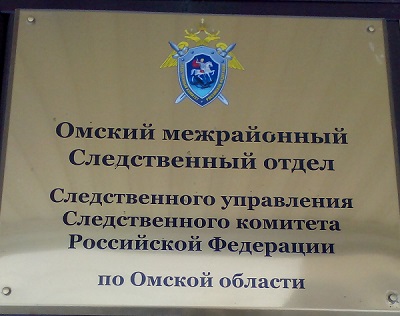 Омский межрайонный
Следственный отдел
Следственного управления
Следственного комитета
Российской Федерации
по Омской области